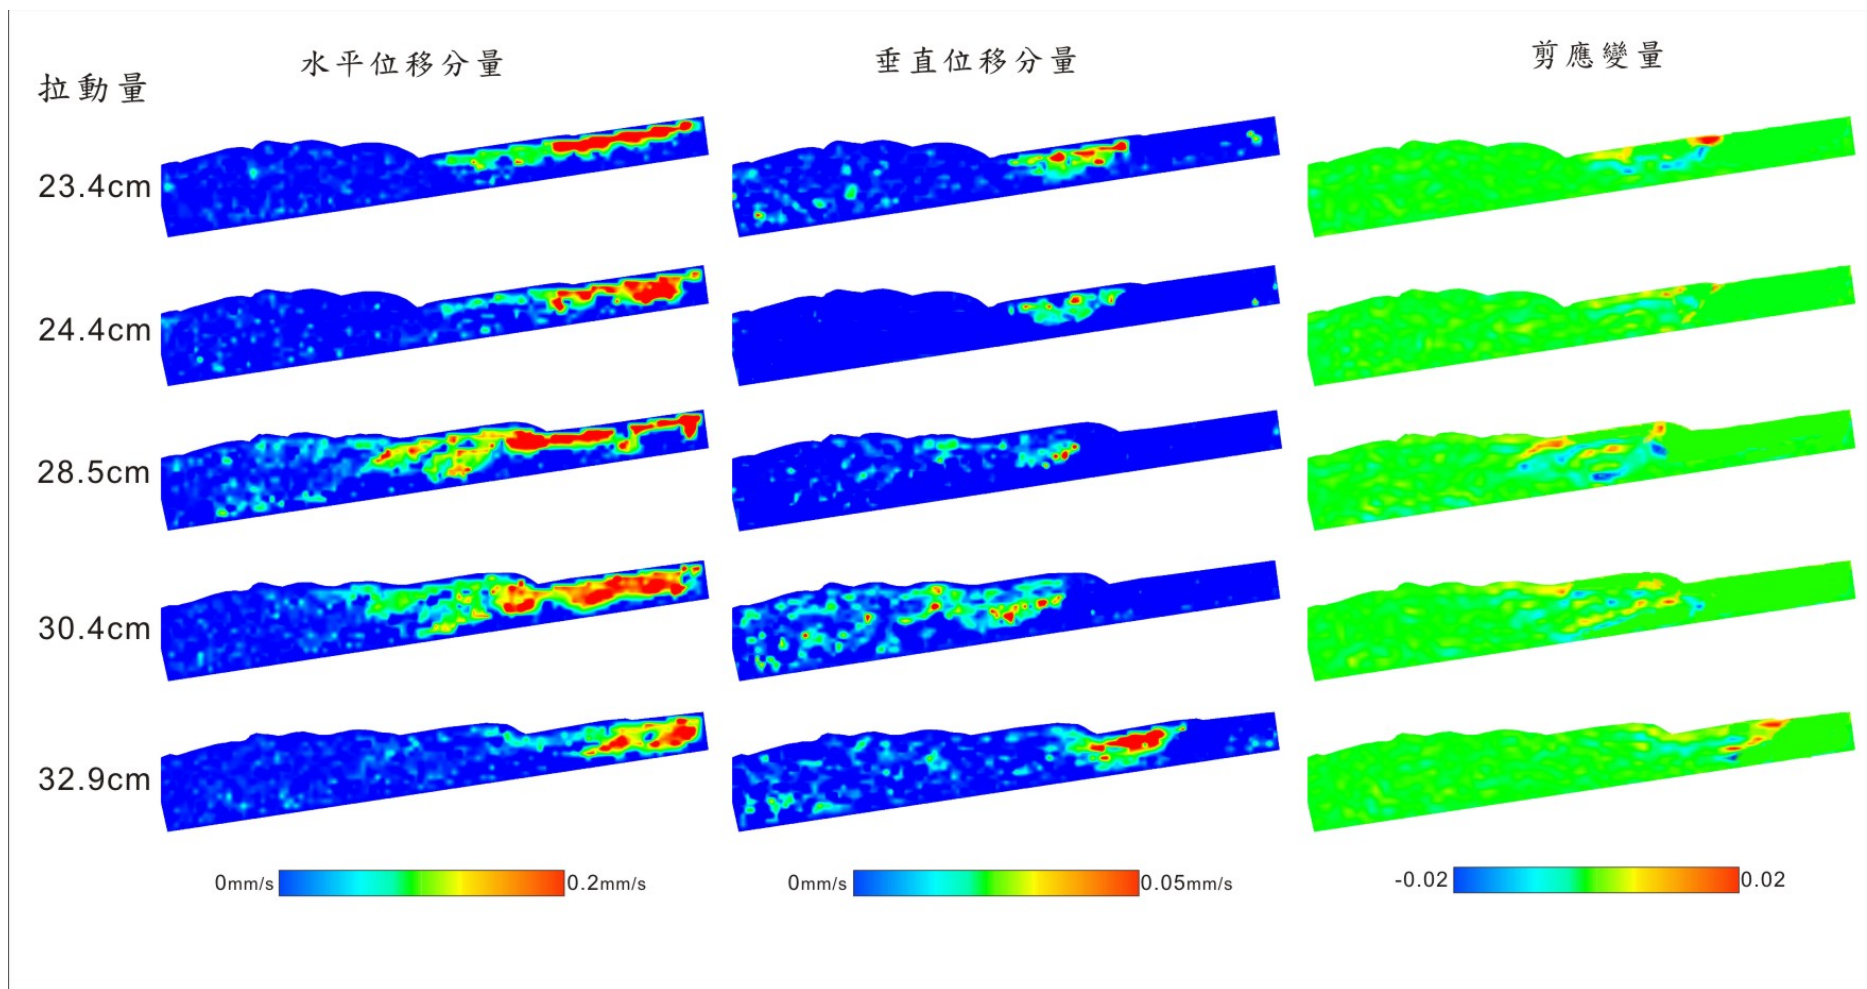 水平位移分量
垂直位移分量
剪應變量
拉動量
23.4cm
24.4cm
28.5cm
30.4cm
32.9cm
0mm/s
0.2mm/s
0mm/s
0.05mm/s
-0.02
0.02